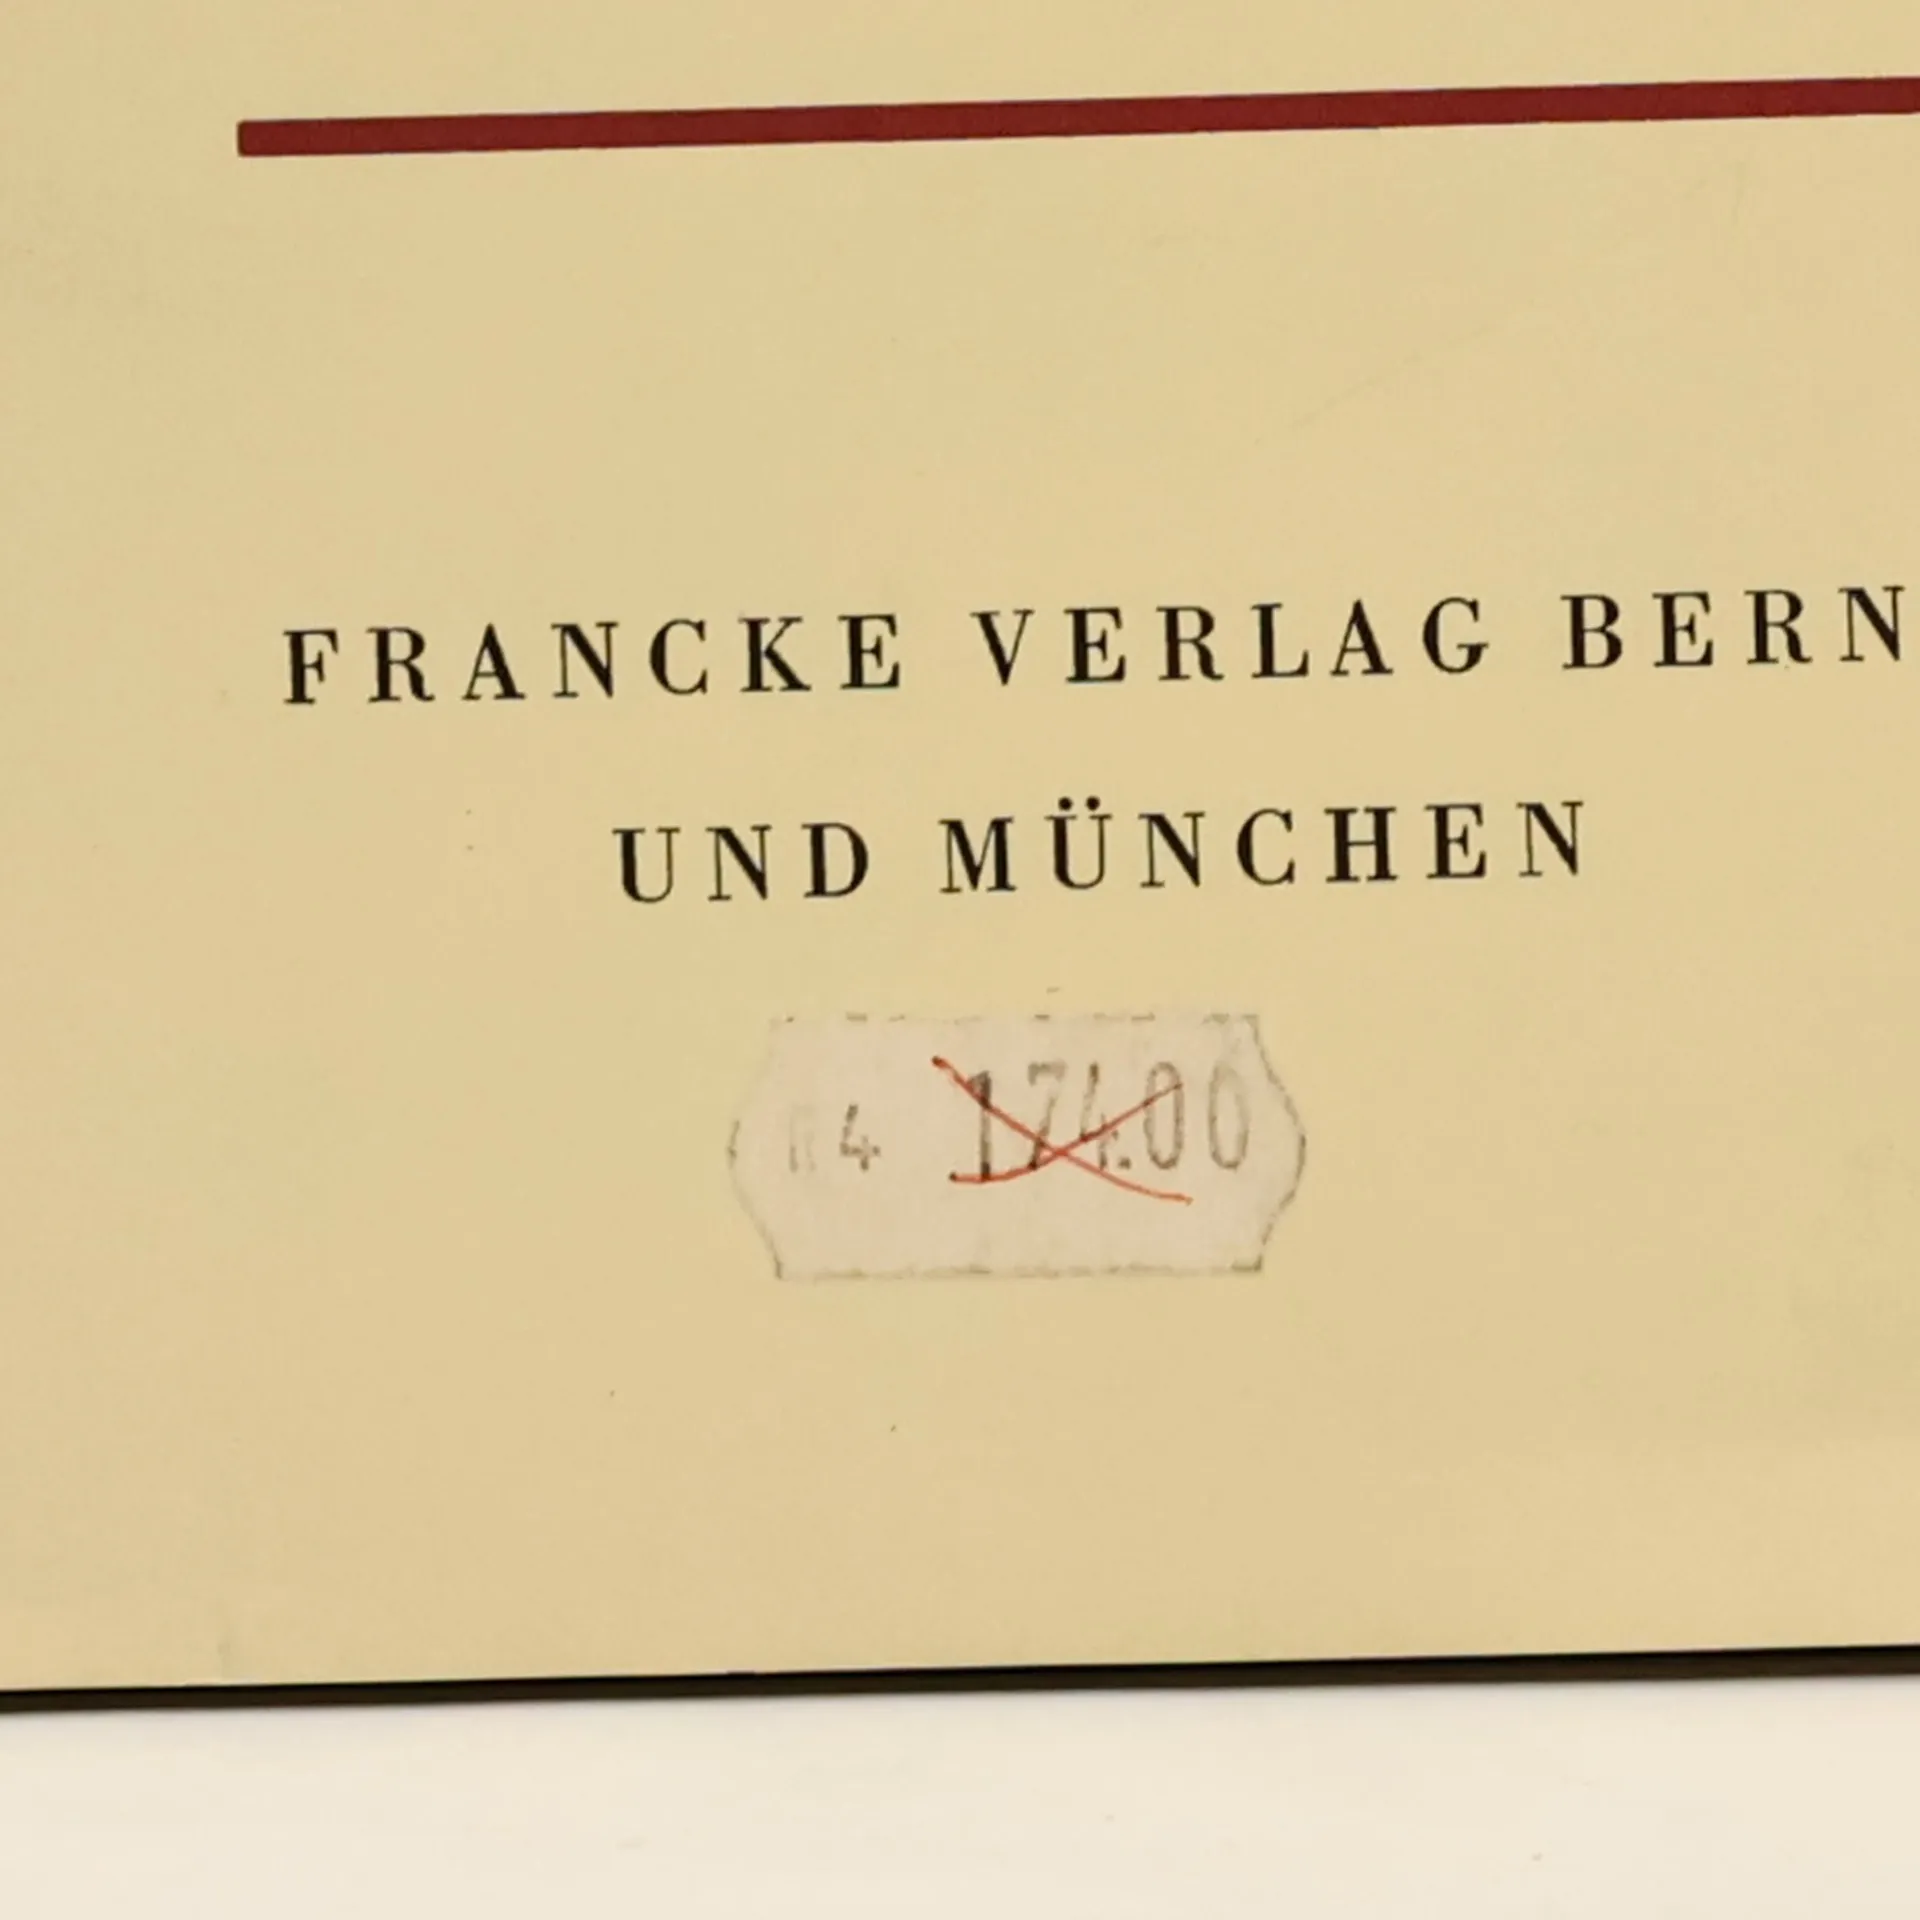 FRANCKE VERLAG BERN
UND MÜNCHEN
174.00